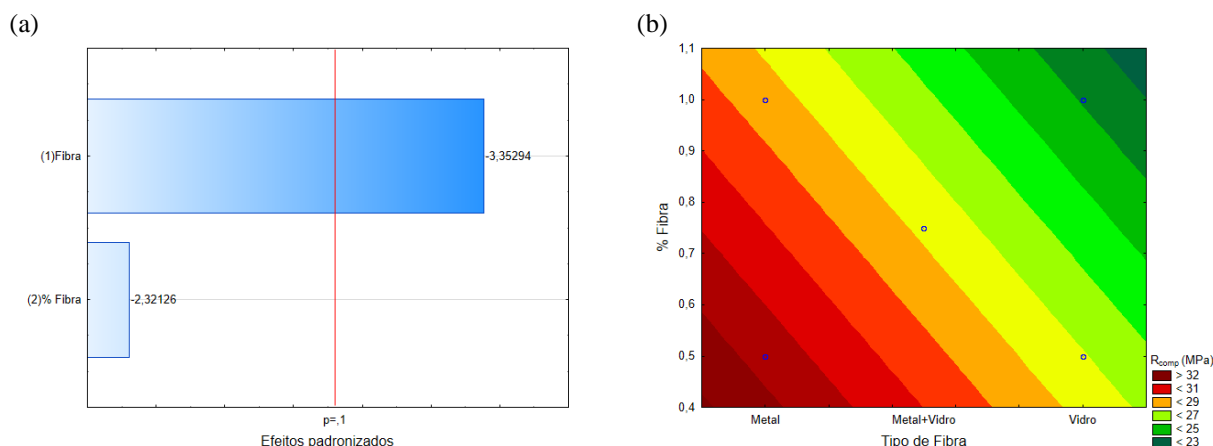 (a)
(1)Fibra
-3,35294
(2)% Fibra
-2,32126
p=,1
Efeitos padronizados
(b)
1,1
1,0
0,9
0,8
0,7
0,6
0,5
0,4
% Fibra
Metal
Metal+Vidro
Vidro
Tipo de Fibra
Rcomp (MPa)
> 32
< 31
< 29
< 27
< 25
< 23